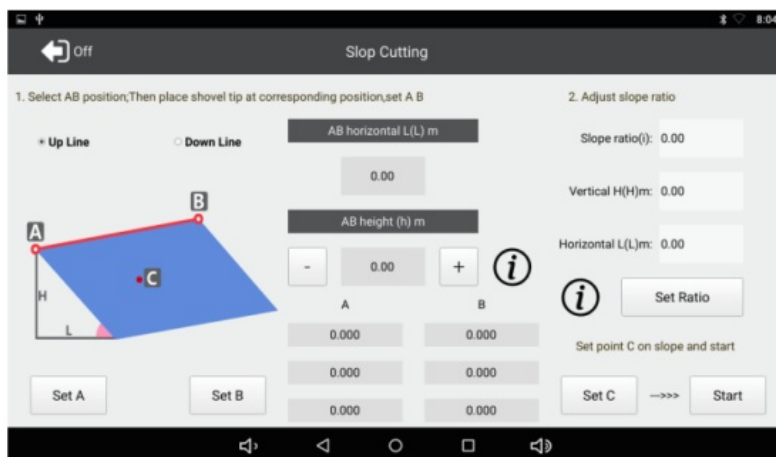 8:04
Off
Slop Cutting
1. Select AB position;Then place shovel tip at corresponding position,set A B
Up Line
Down Line
A
B
C
H
L
Set A
Set B
AB horizontal L(L) m
0.00
AB height (h) m
- 0.00 +
i
A B
0.000 0.000
0.000 0.000
0.000 0.000
2. Adjust slope ratio
Slope ratio(i): 0.00
Vertical H(H)m: 0.00
Horizontal L(L)m: 0.00
i
Set Ratio
Set point C on slope and start
Set C --->>> Start